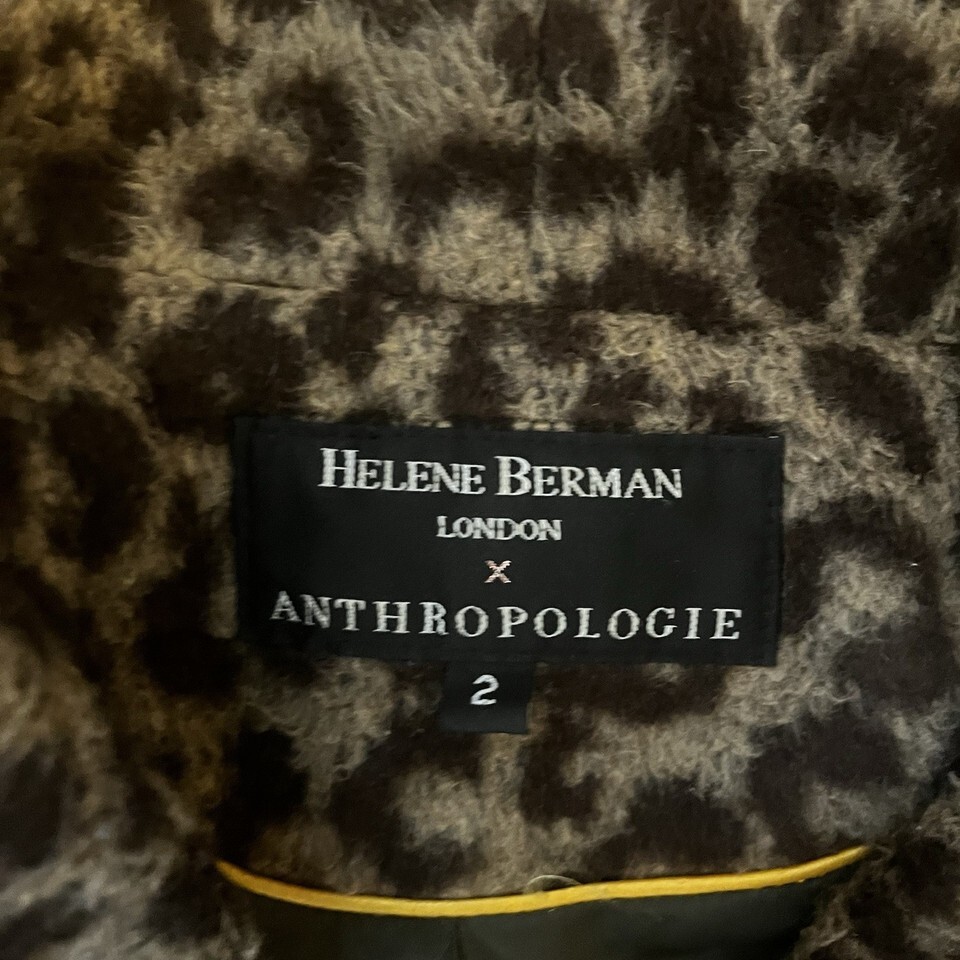 HELENE BERMAN
LONDON
X
ANTHROPOLOGIE
2